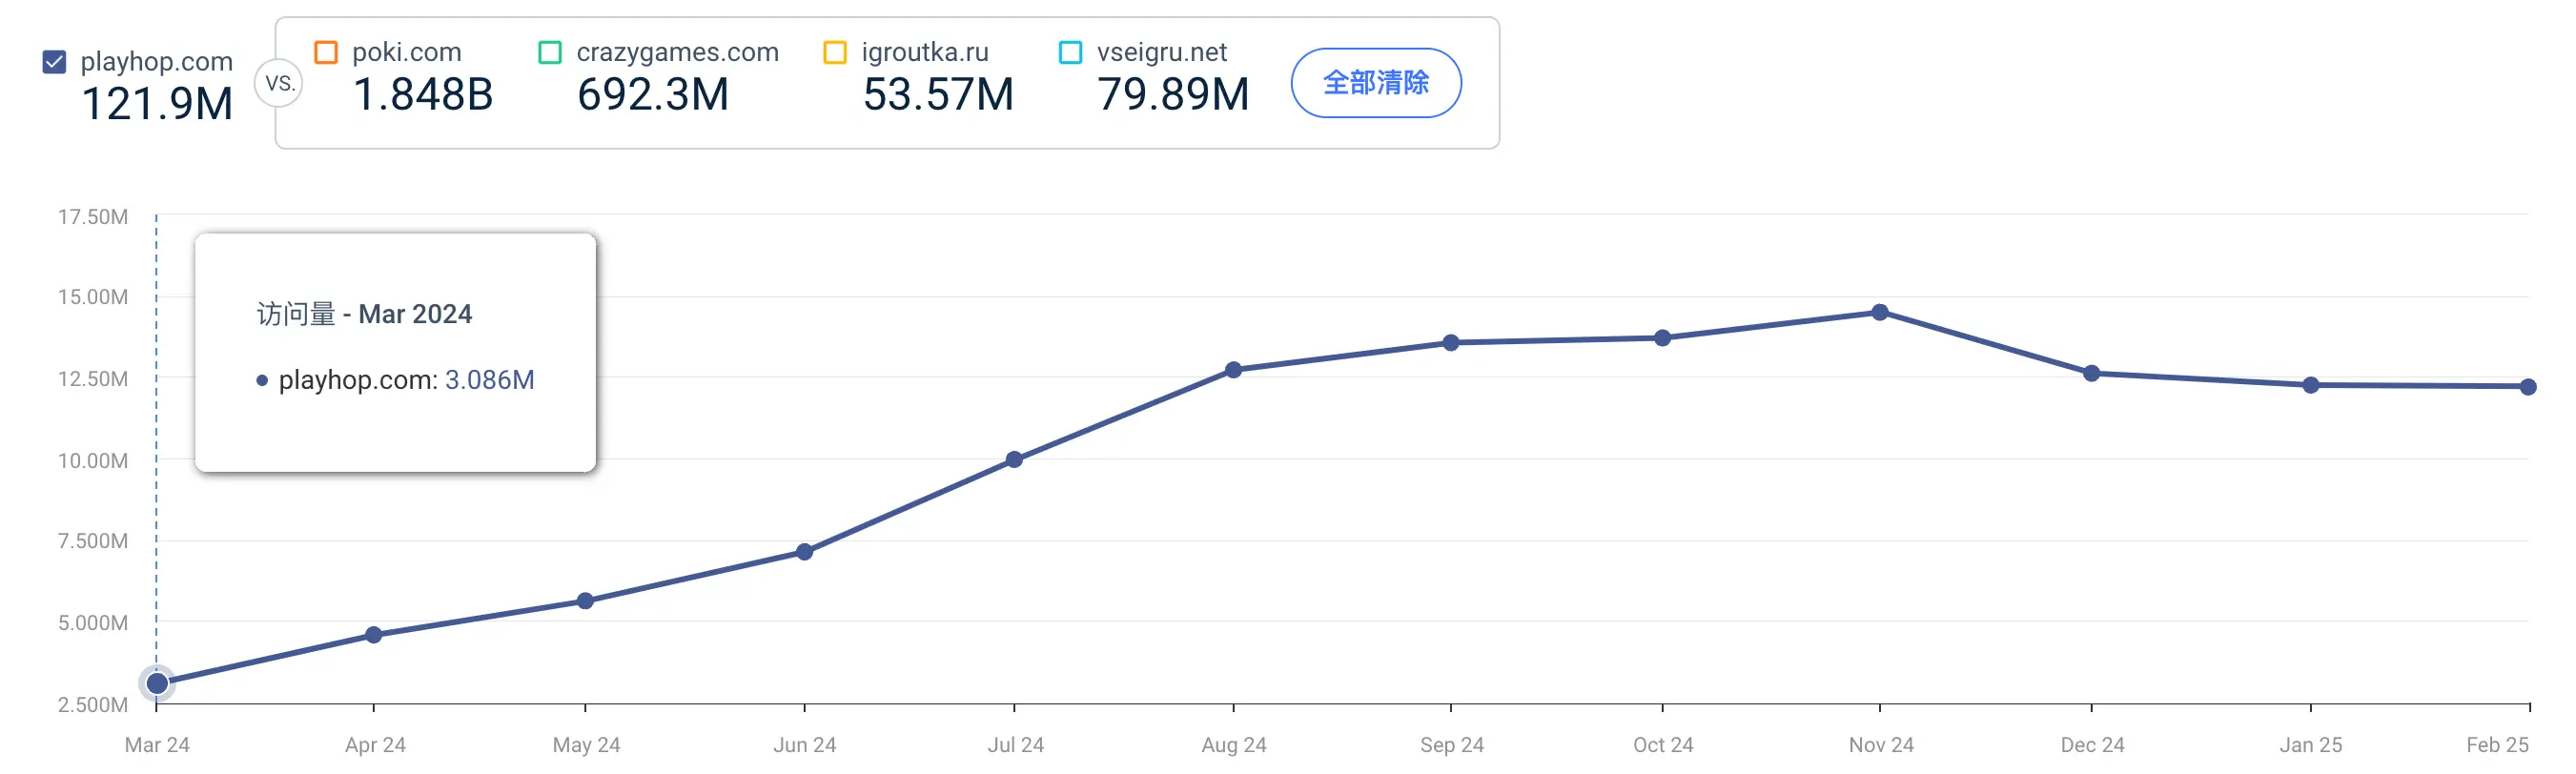 playhop.com
121.9M
VS.
poki.com
1.848B
crazygames.com
692.3M
igroutka.ru
53.57M
vseigru.net
79.89M
全部清除
17.50M
15.00M
12.50M
10.00M
7.500M
5.000M
2.500M
访问量 - Mar 2024
playhop.com: 3.086M
Mar 24
Apr 24
May 24
Jun 24
Jul 24
Aug 24
Sep 24
Oct 24
Nov 24
Dec 24
Jan 25
Feb 25